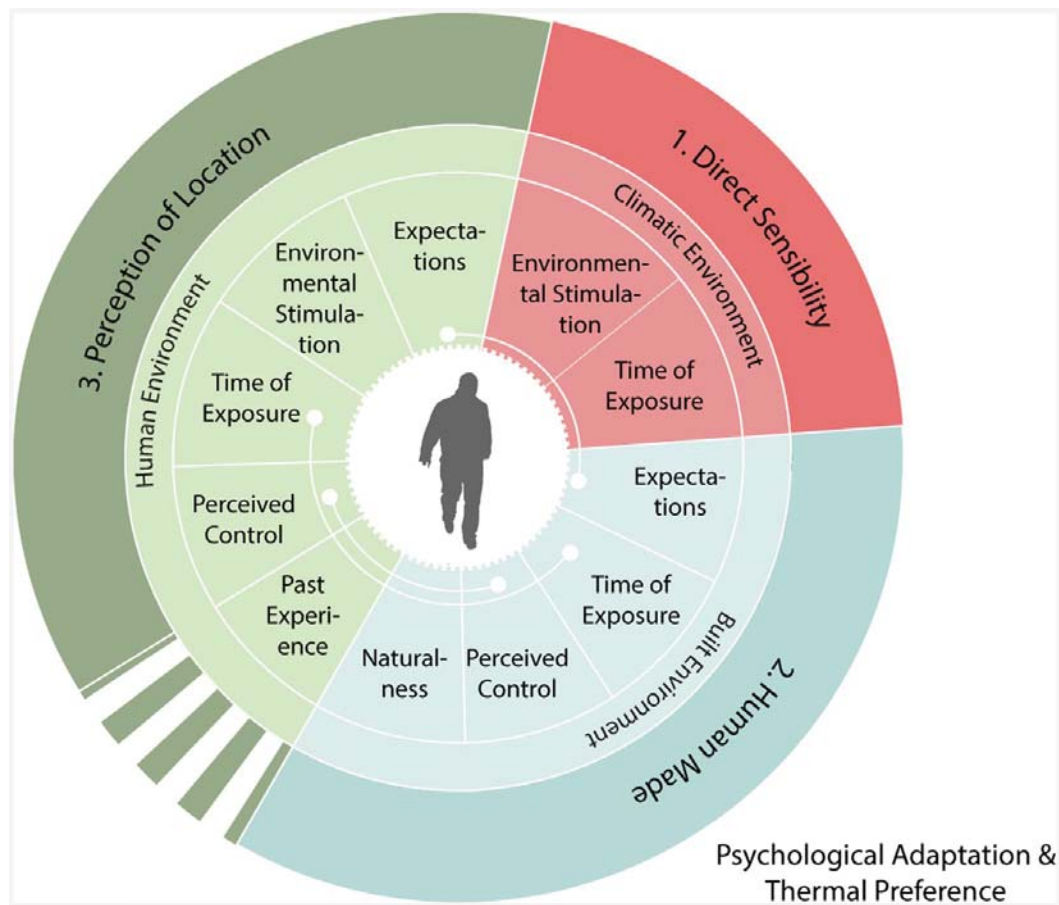 1. Direct Sensibility
Climatic Environment
Environmen-
tal Stimula-
tion
Time of
Exposure
2. Human Made
Built Environment
Expecta-
tions
Time of
Exposure
Perceived
Control
Natural-
ness
3. Perception of Location
Human Environment
Past
Experi-
ence
Perceived
Control
Time of
Exposure
Environ-
mental
Stimula-
tion
Expecta-
tions
Psychological Adaptation &
Thermal Preference